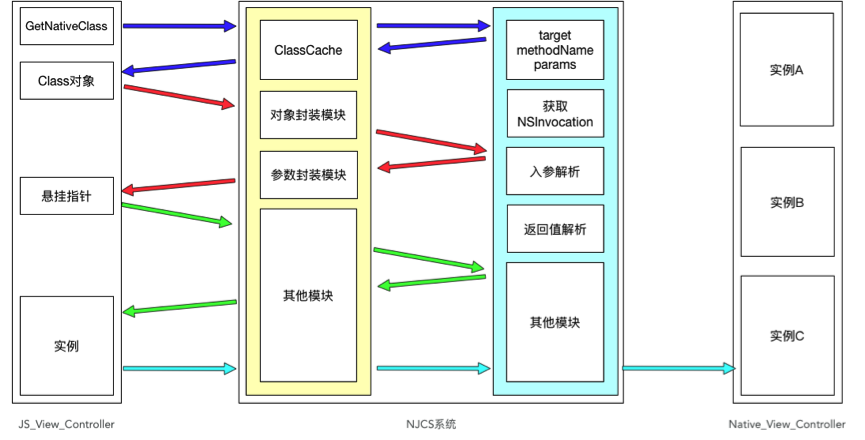 GetNativeClass
Class对象
悬挂指针
实例
JS_View_Controller
ClassCache
对象封装模块
参数封装模块
其他模块
target
methodName
params
获取
NSInvocation
入参解析
返回值解析
其他模块
NJCS系统
实例A
实例B
实例C
Native_View_Controller